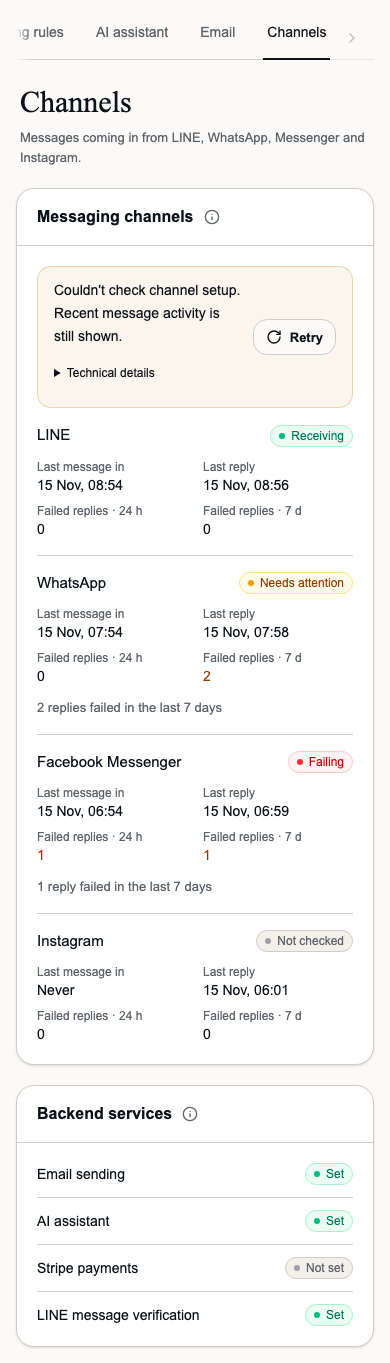 ng rules AI assistant Email Channels
Channels
Messages coming in from LINE, WhatsApp, Messenger and
Instagram.
Messaging channels
Couldn't check channel setup.
Recent message activity is
still shown.
Retry
Technical details
LINE Receiving
Last message in Last reply
15 Nov, 08:54 15 Nov, 08:56
Failed replies · 24 h Failed replies · 7 d
0 0
WhatsApp Needs attention
Last message in Last reply
15 Nov, 07:54 15 Nov, 07:58
Failed replies · 24 h Failed replies · 7 d
0 2
2 replies failed in the last 7 days
Facebook Messenger Failing
Last message in Last reply
15 Nov, 06:54 15 Nov, 06:59
Failed replies · 24 h Failed replies · 7 d
1 1
1 reply failed in the last 7 days
Instagram Not checked
Last message in Last reply
Never 15 Nov, 06:01
Failed replies · 24 h Failed replies · 7 d
0 0
Backend services
Email sending Set
AI assistant Set
Stripe payments Not set
LINE message verification Set